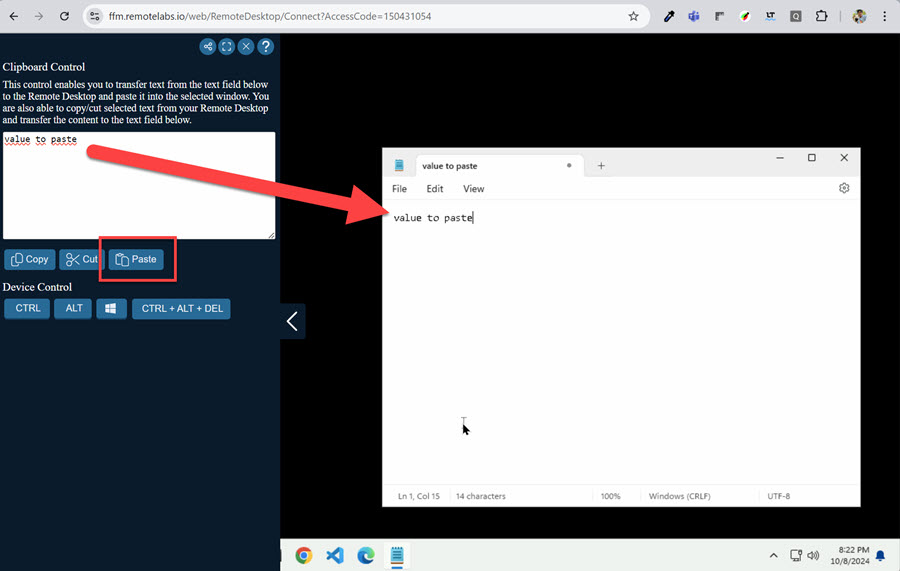 ffm.remotelabs.io/web/RemoteDesktop/Connect?AccessCode=150431054
Clipboard Control
This control enables you to transfer text from the text field below
to the Remote Desktop and paste it into the selected window. You
are also able to copy/cut selected text from your Remote Desktop
and transfer the content to the text field below.
value to paste
Copy Cut Paste
Device Control
CTRL ALT CTRL + ALT + DEL
value to paste
File Edit View
value to paste
Ln 1, Col 15 14 characters 100% Windows (CRLF) UTF-8
8:22 PM
10/8/2024